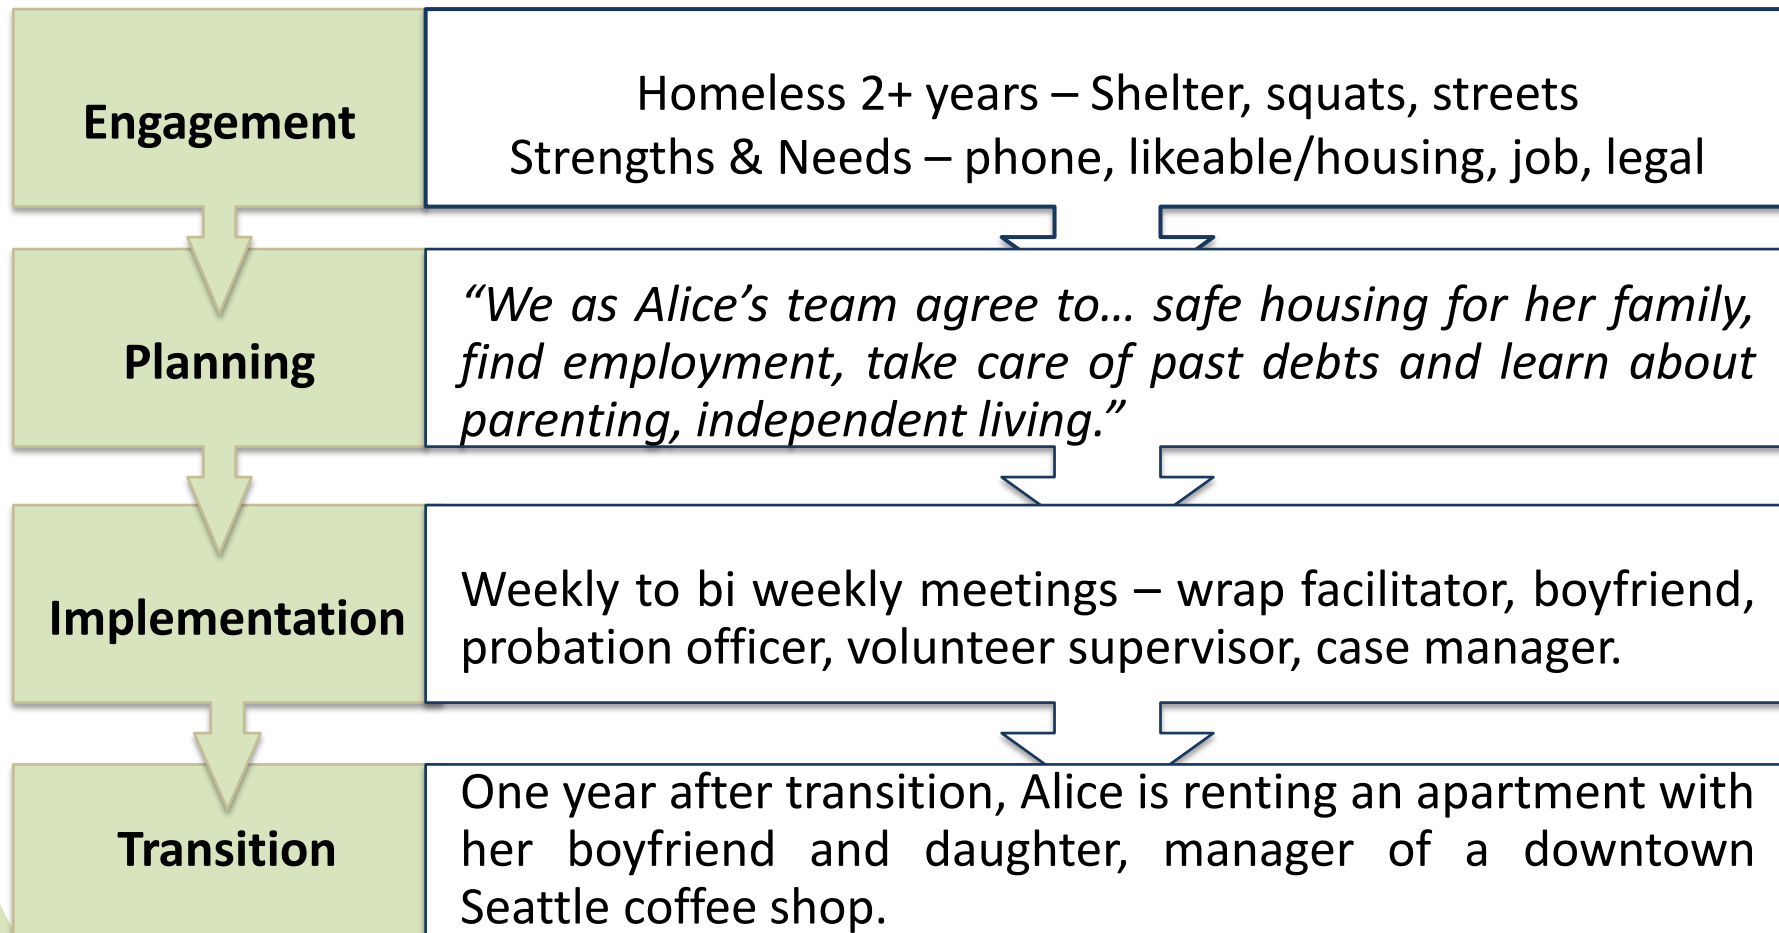 Engagement
Homeless 2+ years – Shelter, squats, streets
Strengths & Needs – phone, likeable/housing, job, legal
Planning
“We as Alice’s team agree to… safe housing for her family,
find employment, take care of past debts and learn about
parenting, independent living.”
Implementation
Weekly to bi weekly meetings – wrap facilitator, boyfriend,
probation officer, volunteer supervisor, case manager.
Transition
One year after transition, Alice is renting an apartment with
her boyfriend and daughter, manager of a downtown
Seattle coffee shop.